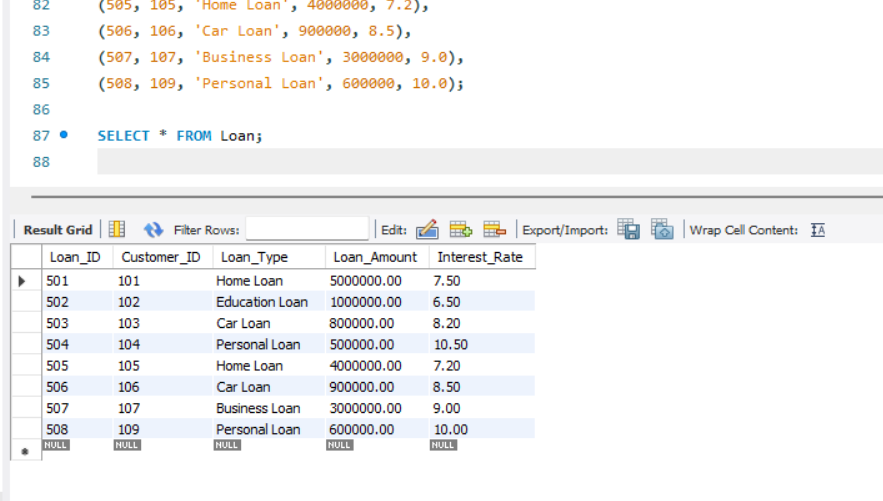 82 (505, 105, 'Home Loan', 4000000, 7.2),
83 (506, 106, 'Car Loan', 900000, 8.5),
84 (507, 107, 'Business Loan', 3000000, 9.0),
85 (508, 109, 'Personal Loan', 600000, 10.0);
86
87 SELECT * FROM Loan;
88
Result Grid Filter Rows: Edit: Export/Import: Wrap Cell Content: IA
Loan_ID Customer_ID Loan_Type Loan_Amount Interest_Rate
501 101 Home Loan 5000000.00 7.50
502 102 Education Loan 1000000.00 6.50
503 103 Car Loan 800000.00 8.20
504 104 Personal Loan 500000.00 10.50
505 105 Home Loan 4000000.00 7.20
506 106 Car Loan 900000.00 8.50
507 107 Business Loan 3000000.00 9.00
508 109 Personal Loan 600000.00 10.00
NULL NULL NULL NULL NULL